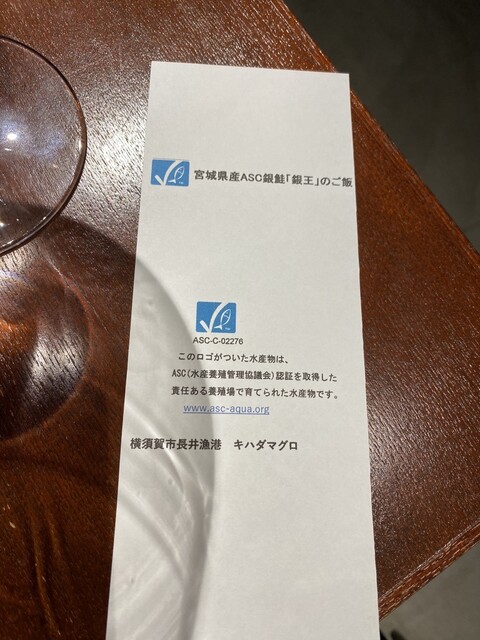 宮城県産ASC銀鮭「銀王」のご飯
ASC-C-02276
このロゴがついた水産物は、
ASC(水産養殖管理協議会)認証を取得した
責任ある養殖場で育てられた水産物です。
www.asc-aqua.org
横須賀市長井漁港　キハダマグロ